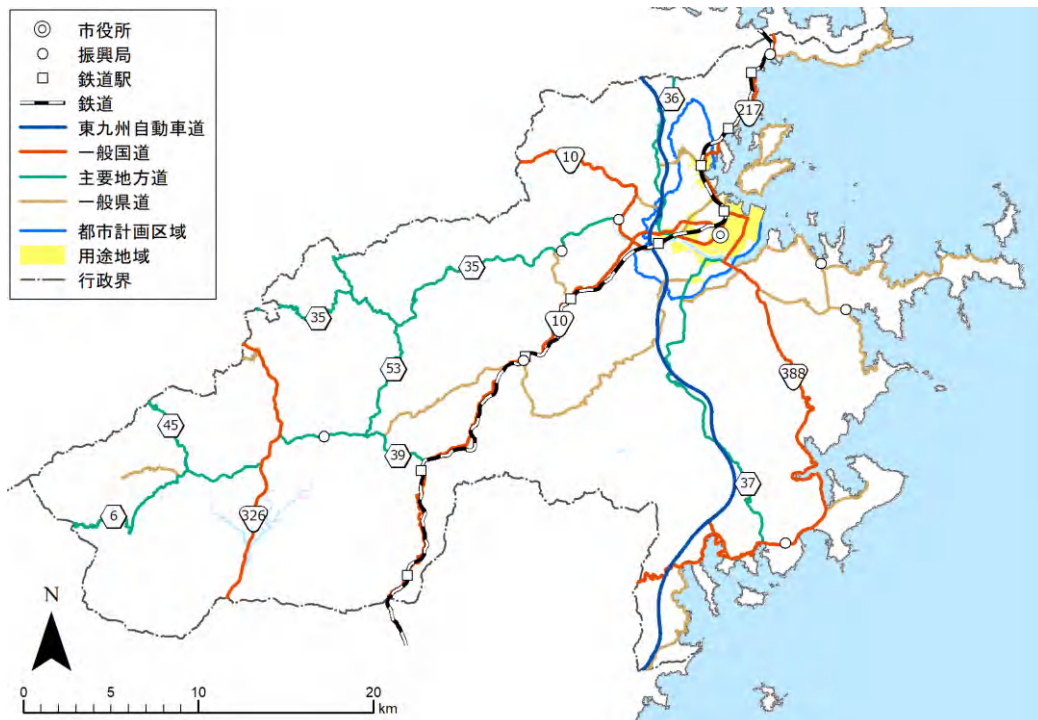 市役所
振興局
鉄道駅
鉄道
東九州自動車道
一般国道
主要地方道
一般県道
都市計画区域
用途地域
行政界
36
217
10
35
35
10
53
388
45
39
37
6
326
N
0 5 10 20
km